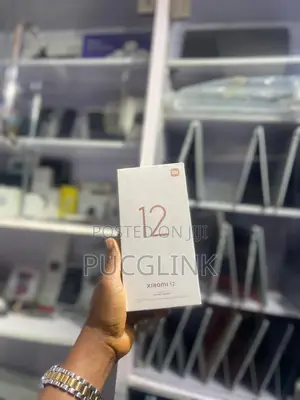 12
POSTED ON JIJI
PUCGLINK
xiaomi 12